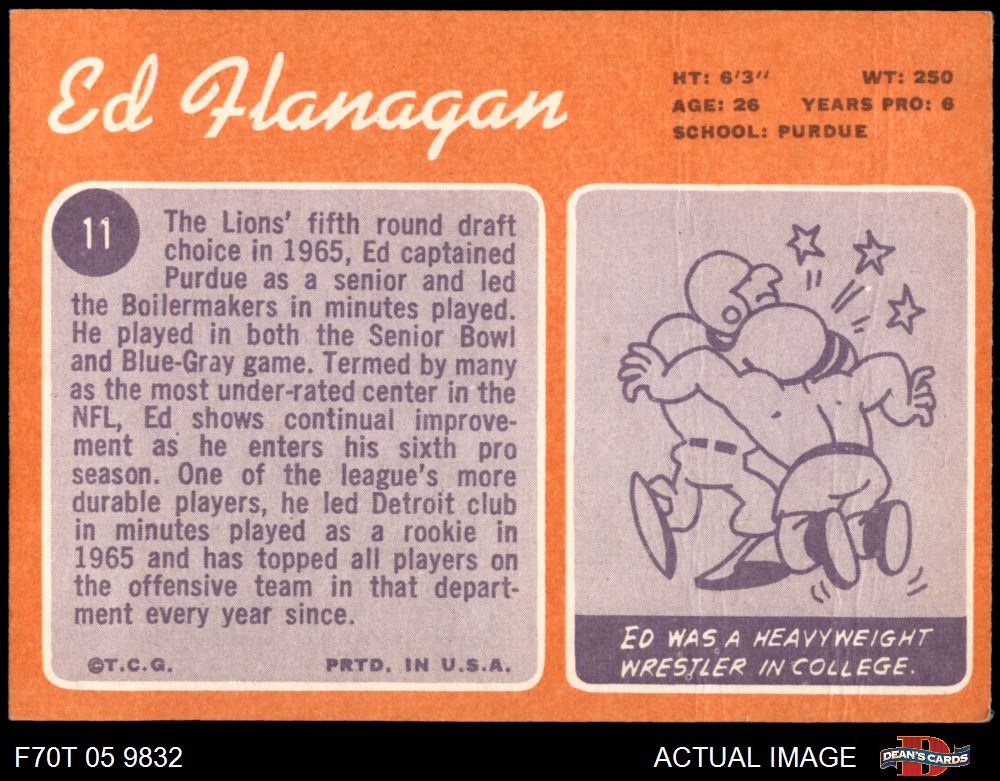 Ed Flanagan
HT: 6'3" WT: 250
AGE: 26 YEARS PRO: 6
SCHOOL: PURDUE
11
The Lions' fifth round draft
choice in 1965, Ed captained
Purdue as a senior and led
the Boilermakers in minutes played.
He played in both the Senior Bowl
and Blue-Gray game. Termed by many
as the most under-rated center in the
NFL, Ed shows continual improve-
ment as he enters his sixth pro
season. One of the league's more
durable players, he led Detroit club
in minutes played as a rookie in
1965 and has topped all players on
the offensive team in that depart-
ment every year since.
©T.C.G. PRTD. IN U.S.A.
ED WAS A HEAVYWEIGHT
WRESTLER IN COLLEGE.
F70T 05 9832 ACTUAL IMAGE
D
DEAN'S CARDS